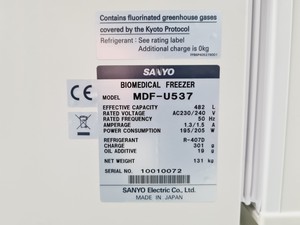 Contains fluorinated greenhouse gases
covered by the Kyoto Protocol
Refrigerant : See rating label
Additional charge is 0kg
SANYO
BIOMEDICAL FREEZER
MODEL MDF-U537
EFFECTIVE CAPACITY 482 L
RATED VOLTAGE AC230/240 V
RATED FREQUENCY 50 Hz
AMPERAGE 1.3/1.5 A
POWER CONSUMPTION 195/205 W
REFRIGERANT R-407D
CHARGE 301 g
OIL ADDITIVE 19 g
NET WEIGHT 131 kg
SERIAL NO. 10010072
SANYO Electric Co., Ltd.
MADE IN JAPAN
CE